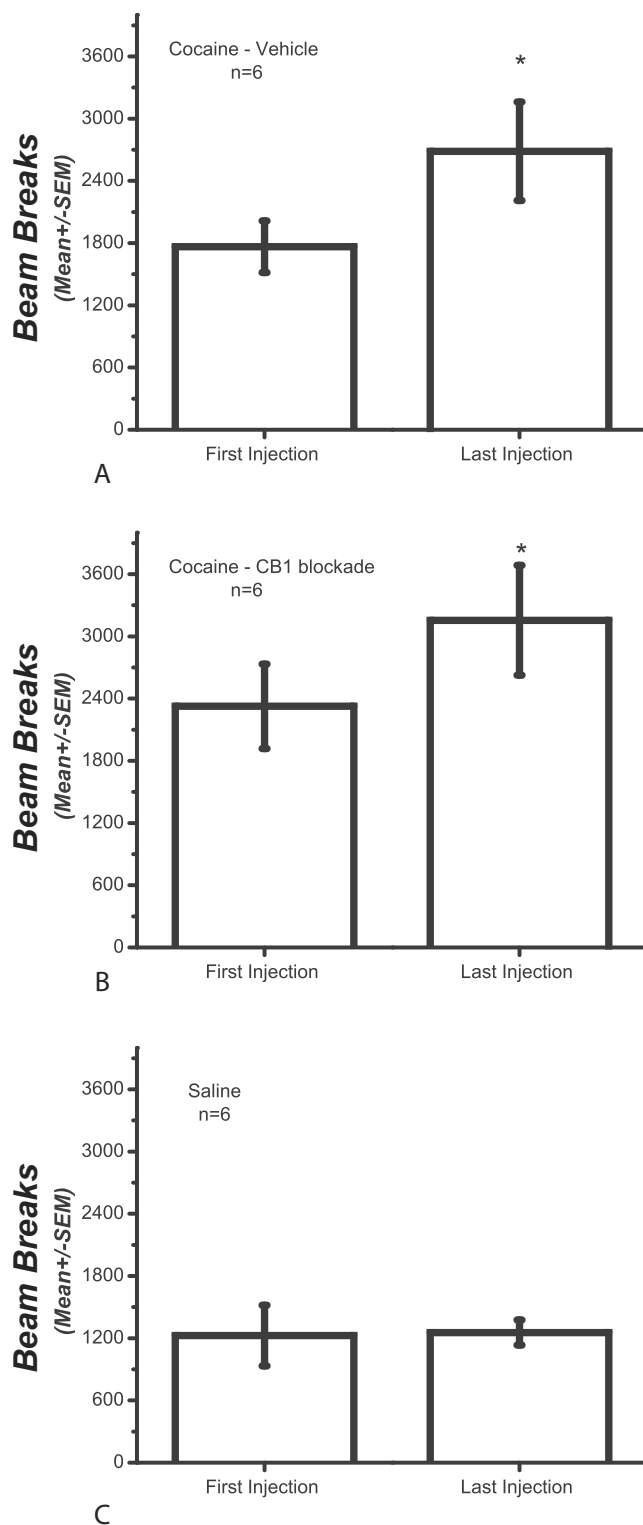 Cocaine - Vehicle
n=6
*
Beam Breaks
(Mean+/-SEM)
3600
3000
2400
1800
1200
600
0
First Injection
Last Injection
A
Cocaine - CB1 blockade
n=6
*
Beam Breaks
(Mean+/-SEM)
3600
3000
2400
1800
1200
600
0
First Injection
Last Injection
B
Saline
n=6
Beam Breaks
(Mean+/-SEM)
3600
3000
2400
1800
1200
600
0
First Injection
Last Injection
C